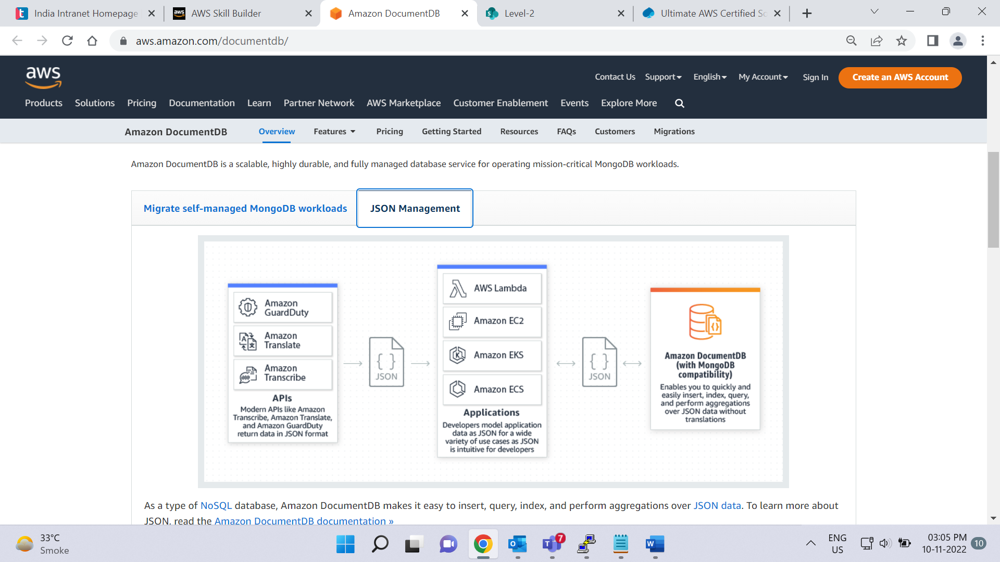 India Intranet Homepage
AWS Skill Builder
Amazon DocumentDB
Level-2
Ultimate AWS Certified So
aws.amazon.com/documentdb/
aws
Contact Us Support English My Account Sign In Create an AWS Account
Products Solutions Pricing Documentation Learn Partner Network AWS Marketplace Customer Enablement Events Explore More
Amazon DocumentDB Overview Features Pricing Getting Started Resources FAQs Customers Migrations
Amazon DocumentDB is a scalable, highly durable, and fully managed database service for operating mission-critical MongoDB workloads.
Migrate self-managed MongoDB workloads JSON Management
Amazon
GuardDuty
Amazon
Translate
Amazon
Transcribe
APIs
Modern APIs like Amazon
Transcribe, Amazon Translate,
and Amazon GuardDuty
return data in JSON format
{ }
JSON
AWS Lambda
Amazon EC2
Amazon EKS
Amazon ECS
Applications
Developers model application
data as JSON for a wide
variety of use cases as JSON
is intuitive for developers
{ }
JSON
Amazon DocumentDB
(with MongoDB
compatibility)
Enables you to quickly and
easily insert, index, query,
and perform aggregations
over JSON data without
translations
As a type of NoSQL database, Amazon DocumentDB makes it easy to insert, query, index, and perform aggregations over JSON data. To learn more about
JSON, read the Amazon DocumentDB documentation »
33°C
Smoke
7
ENG
US
03:05 PM
10-11-2022
10